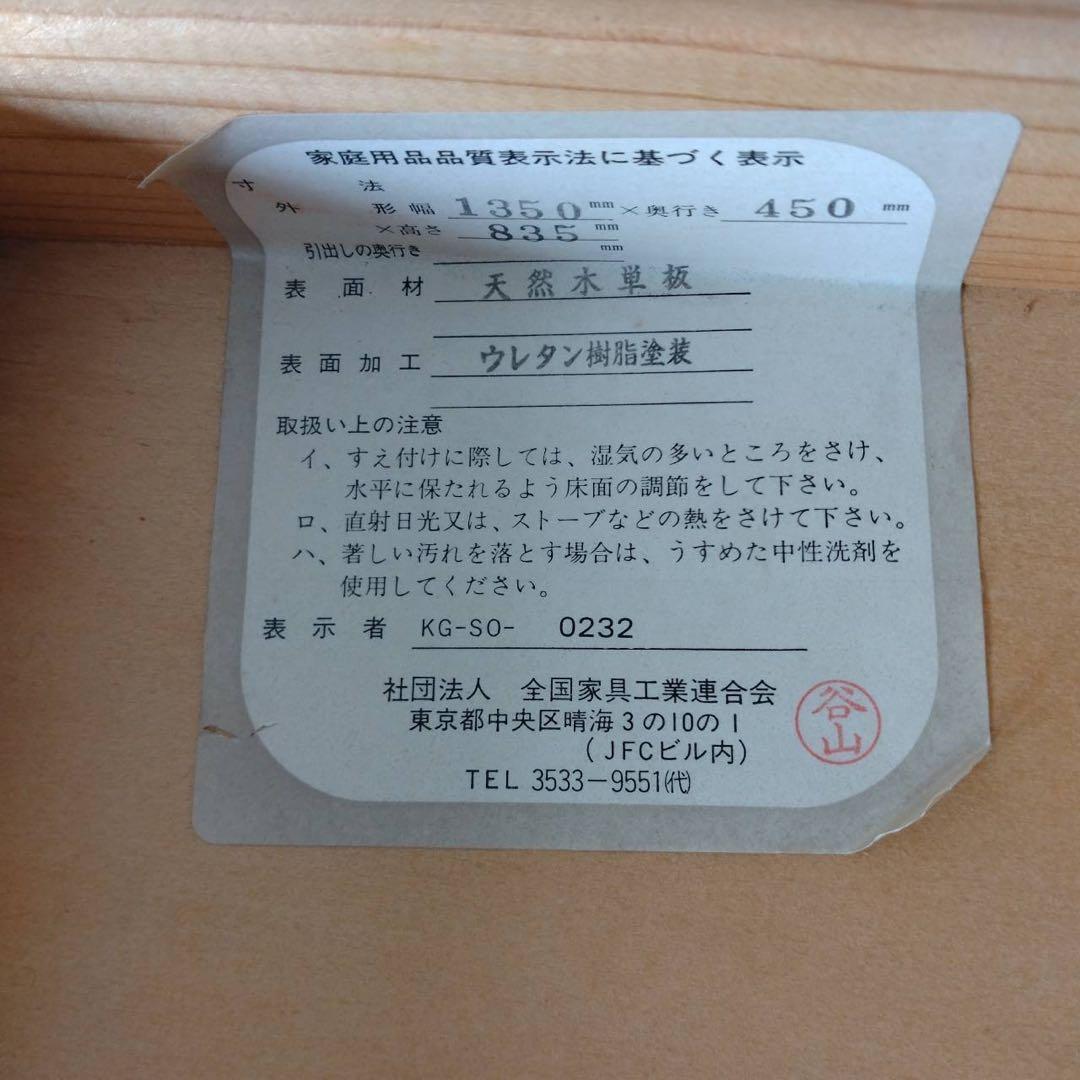 家庭用品品質表示法に基づく表示
寸法
外形幅 1350 mm ×奥行き 450 mm
×高さ 835 mm
引出しの奥行き mm
表面材 天然木単板
表面加工 ウレタン樹脂塗装
取扱い上の注意
イ、すえ付けに際しては、湿気の多いところをさけ、
水平に保たれるよう床面の調節をして下さい。
ロ、直射日光又は、ストーブなどの熱をさけて下さい。
ハ、著しい汚れを落とす場合は、うすめた中性洗剤を
使用してください。
表示者 KG-SO- 0232
社団法人 全国家具工業連合会
東京都中央区晴海3の10の1
(JFCビル内)
TEL 3533-9551㈹
谷山